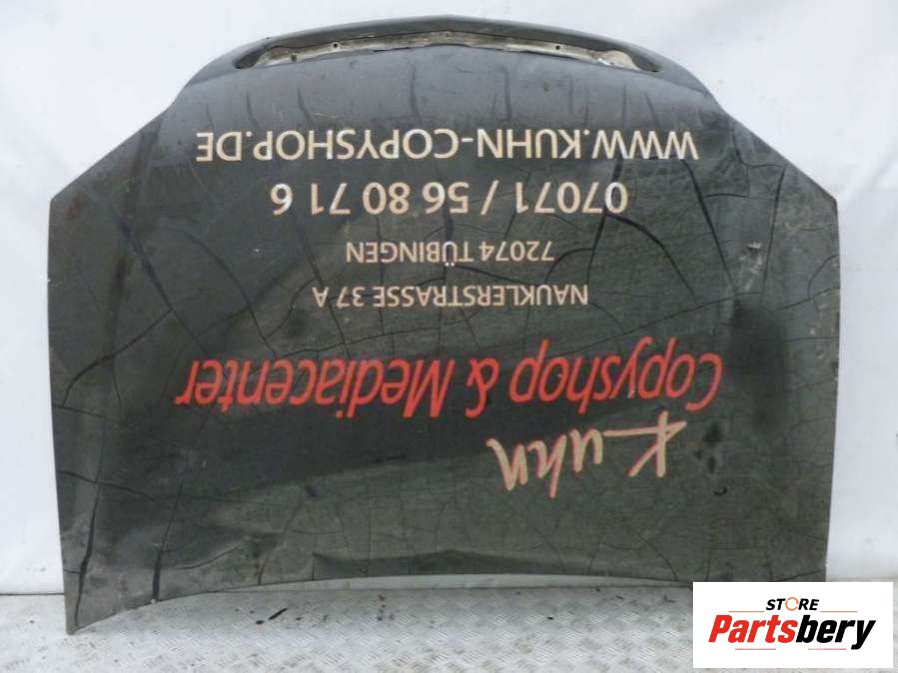 Kuhn
Copyshop & Mediacenter
NAUKLERSTRASSE 37 A
72074 TÜBINGEN
07071 / 56 80 71 6
WWW.KUHN-COPYSHOP.DE
STORE
Partsbery